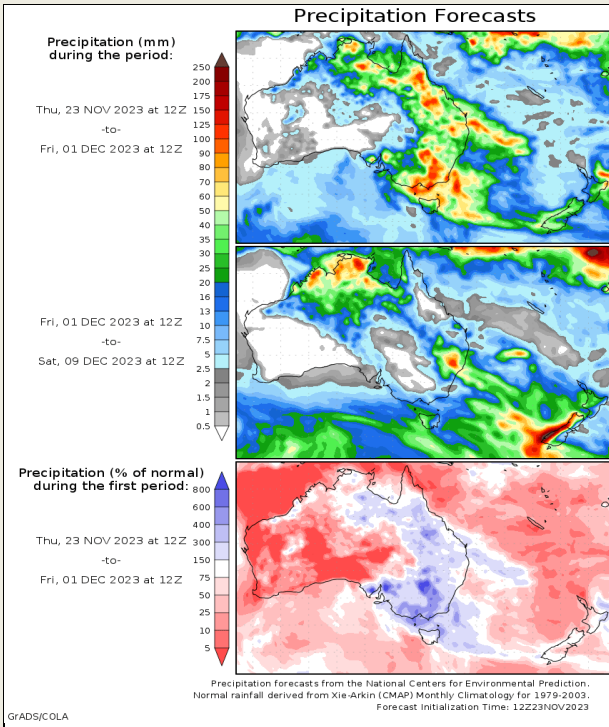 Precipitation Forecasts
Precipitation (mm)
during the period:
Thu, 23 NOV 2023 at 12Z
-to-
Fri, 01 DEC 2023 at 12Z
250
200
175
150
125
100
90
80
70
60
50
40
35
30
25
20
16
13
10
7.5
5
2.5
2
1.5
1
0.5
Fri, 01 DEC 2023 at 12Z
-to-
Sat, 09 DEC 2023 at 12Z
Precipitation (% of normal)
during the first period:
Thu, 23 NOV 2023 at 12Z
-to-
Fri, 01 DEC 2023 at 12Z
800
600
400
300
150
75
50
25
10
5
Precipitation forecasts from the National Centers for Environmental Prediction.
Normal rainfall derived from Xie-Arkin (CMAP) Monthly Climatology for 1979-2003.
Forecast Initialization Time: 12Z23NOV2023
GrADS/COLA